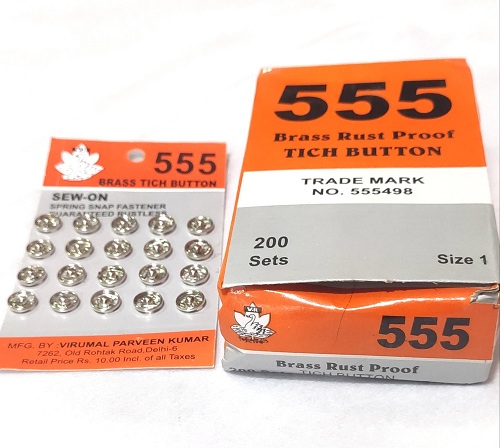 555
BRASS TICH BUTTON
SEW-ON
SPRING SNAP FASTENER
GUARANTEED RUSTLESS
MFG. BY :VIRUMAL PARVEEN KUMAR
7262, Old Rohtak Road,Delhi-6
Retail Price Rs. 10.00 Incl. of all Taxes
555
Brass Rust Proof
TICH BUTTON
TRADE MARK
NO. 555498
200
Sets
Size 1
555
Brass Rust Proof
TICH BUTTON